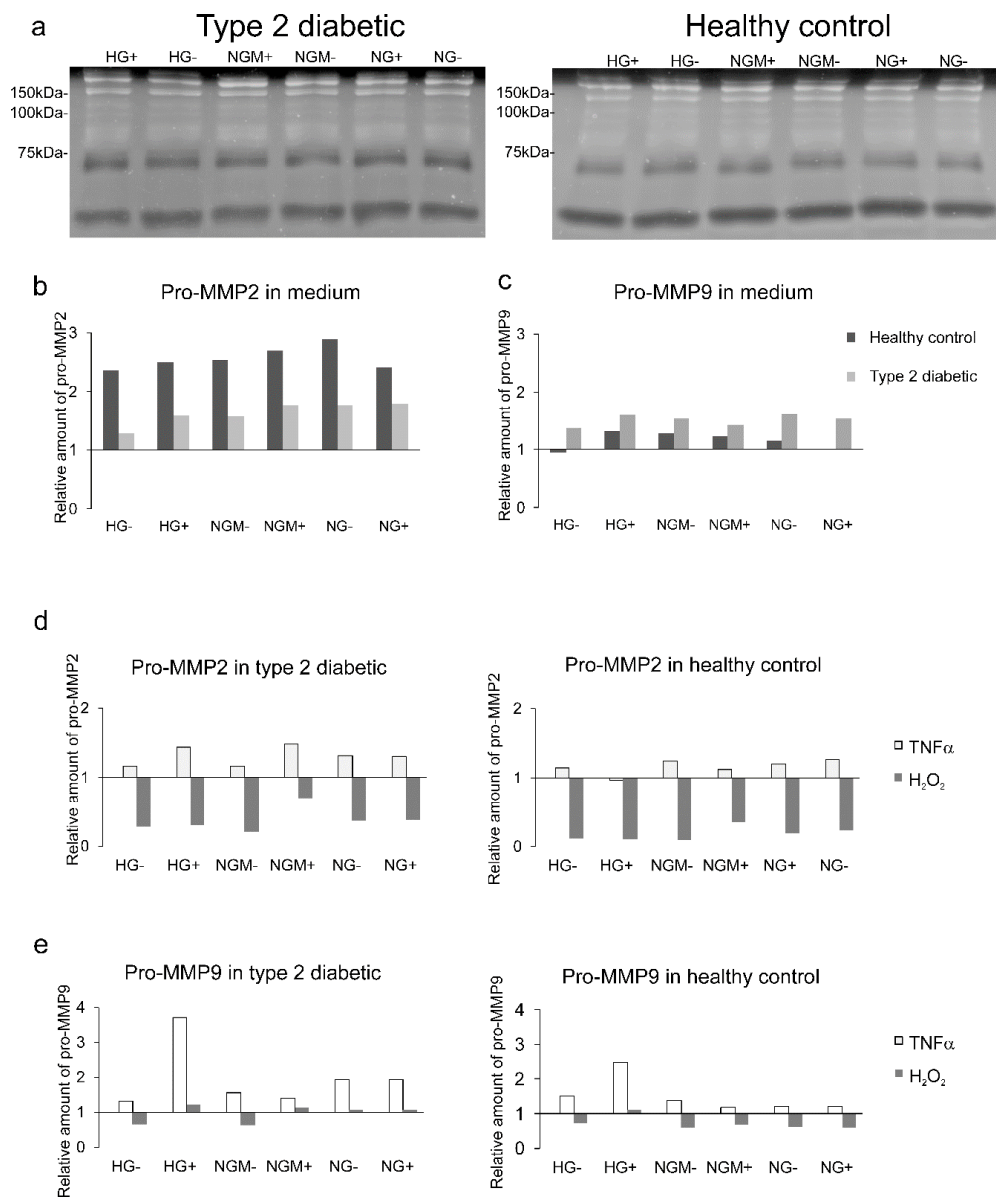 a
Type 2 diabetic
Healthy control
HG+ HG- NGM+ NGM- NG+ NG-
HG+ HG- NGM+ NGM- NG+ NG-
150kDa-
100kDa-
75kDa-
150kDa-
100kDa-
75kDa-
b
Pro-MMP2 in medium
Relative amount of pro-MMP2
3
2
1
0
HG- HG+ NGM- NGM+ NG- NG+
c
Pro-MMP9 in medium
Relative amount of pro-MMP9
3
2
1
0
HG- HG+ NGM- NGM+ NG- NG+
Healthy control
Type 2 diabetic
d
Pro-MMP2 in type 2 diabetic
Relative amount of pro-MMP2
2
1
0
HG- HG+ NGM- NGM+ NG- NG+
Pro-MMP2 in healthy control
Relative amount of pro-MMP2
2
1
0
HG- HG+ NGM- NGM+ NG+ NG-
TNFα
H₂O₂
e
Pro-MMP9 in type 2 diabetic
Relative amount of pro-MMP9
4
3
2
1
0
HG- HG+ NGM- NGM+ NG- NG+
Pro-MMP9 in healthy control
Relative amount of pro-MMP9
4
3
2
1
0
HG- HG+ NGM- NGM+ NG- NG+
TNFα
H₂O₂